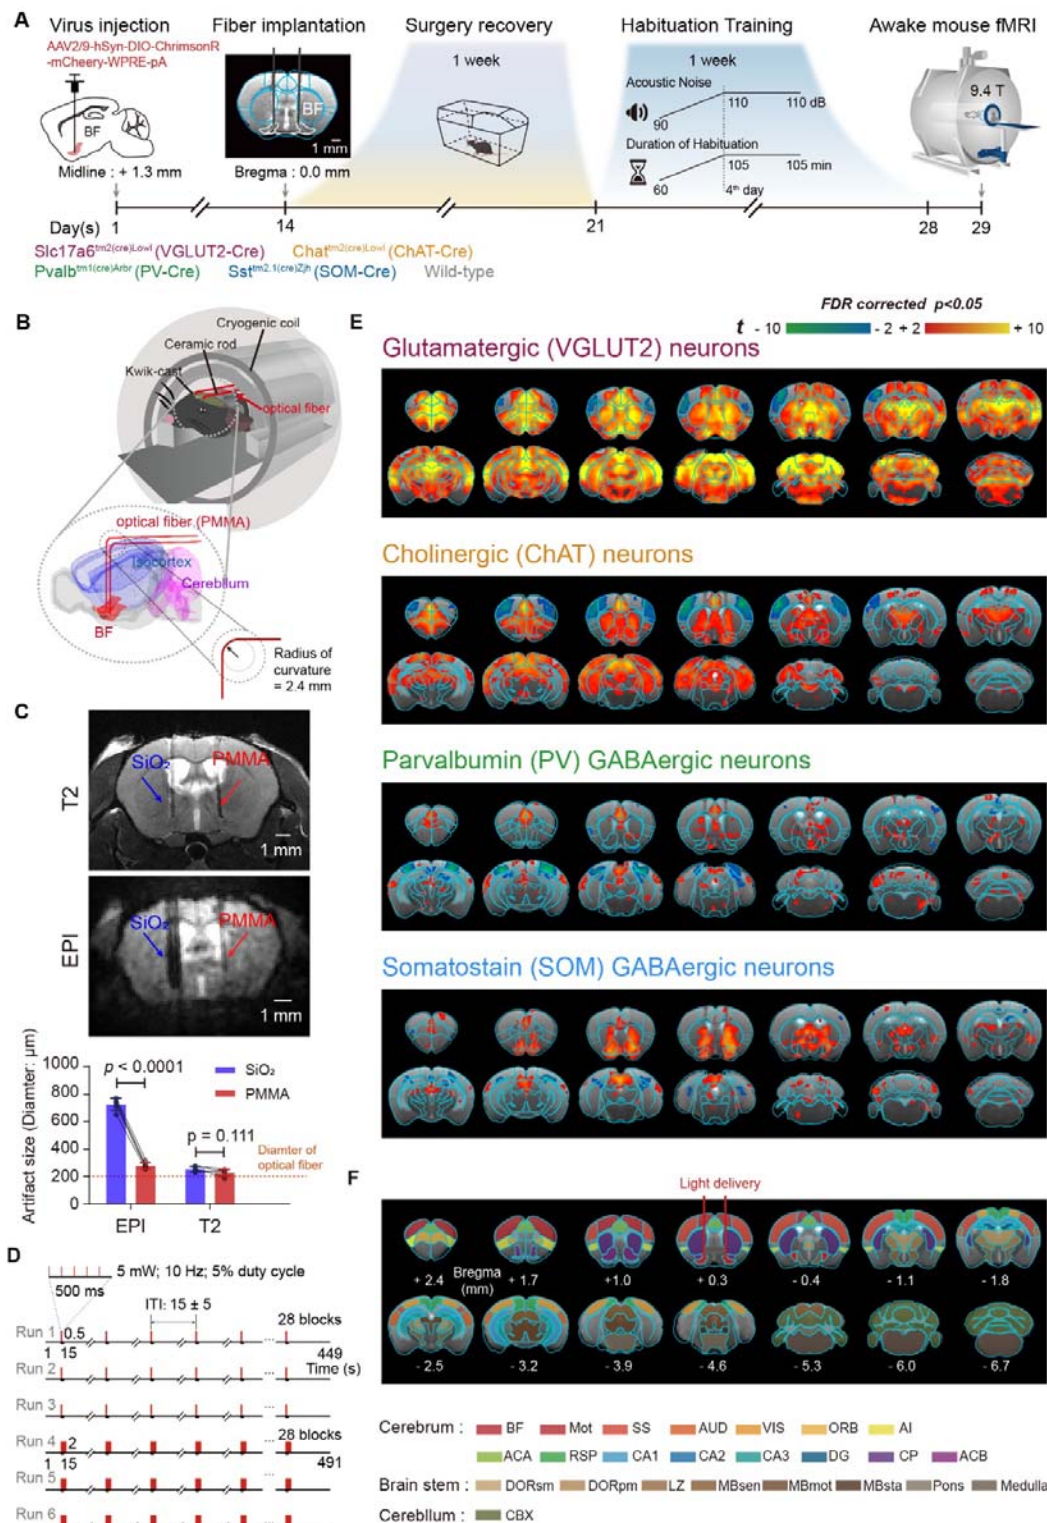 A
Virus injection
Fiber implantation
Surgery recovery
Habituation Training
Awake mouse fMRI
AAV2/9-hSyn-DIO-ChrimsonR
-mCheery-WPRE-pA
BF
Midline : + 1.3 mm
BF
1 mm
Bregma : 0.0 mm
1 week
1 week
Acoustic Noise
90
110
110 dB
Duration of Habituation
60
105
105 min
4th day
9.4 T
Day(s)
1
14
21
28
29
Slc17a6tm2(cre)Lowl (VGLUT2-Cre)
Chattm2(cre)Lowl (ChAT-Cre)
Pvalbtm1(cre)Arbr (PV-Cre)
Ssttm2.1(cre)Zjh (SOM-Cre)
Wild-type
B
Cryogenic coil
Ceramic rod
Kwik-cast
optical fiber
optical fiber (PMMA)
Isocortex
Cerebllum
BF
Radius of
curvature
= 2.4 mm
C
T2
SiO₂
PMMA
1 mm
EPI
SiO₂
PMMA
1 mm
Artifact size (Diamter: µm)
1000
800
600
400
200
0
p < 0.0001
p = 0.111
SiO₂
PMMA
Diamter of
optical fiber
EPI
T2
D
5 mW; 10 Hz; 5% duty cycle
500 ms
ITI: 15 ± 5
28 blocks
Run 1
0.5
1
15
449
Run 2
Time (s)
Run 3
Run 4
2
28 blocks
1
15
491
Run 5
Run 6
E
FDR corrected p<0.05
t
- 10
- 2
+ 2
+ 10
Glutamatergic (VGLUT2) neurons
Cholinergic (ChAT) neurons
Parvalbumin (PV) GABAergic neurons
Somatostain (SOM) GABAergic neurons
F
Light delivery
Bregma
(mm)
+ 2.4
+ 1.7
+1.0
+ 0.3
- 0.4
- 1.1
- 1.8
- 2.5
- 3.2
- 3.9
- 4.6
- 5.3
- 6.0
- 6.7
Cerebrum :
BF
Mot
SS
AUD
VIS
ORB
AI
ACA
RSP
CA1
CA2
CA3
DG
CP
ACB
Brain stem :
DORsm
DORpm
LZ
MBsen
MBmot
MBsta
Pons
Medulla
Cerebllum :
CBX